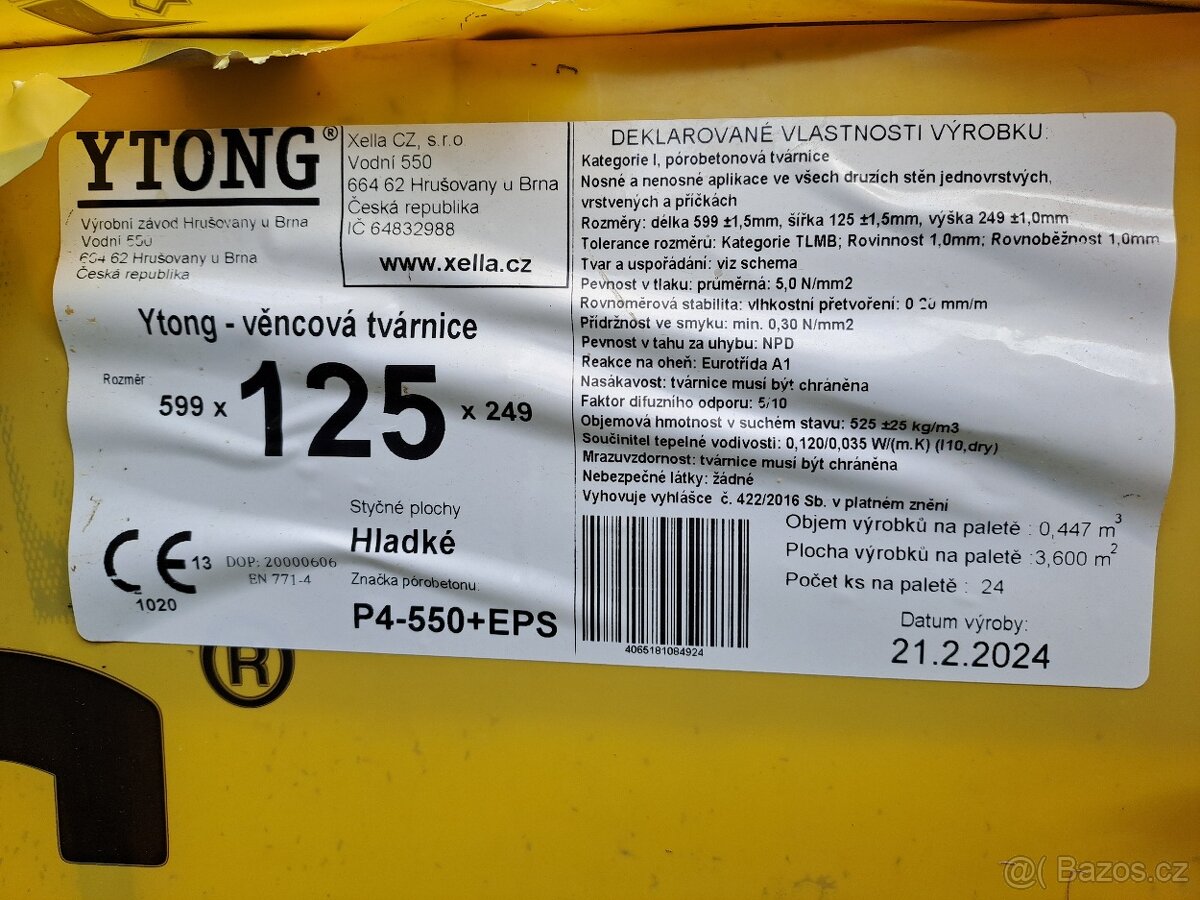 YTONG®
Výrobní závod Hrušovany u Brna
Vodní 550
664 62 Hrušovany u Brna
Česká republika
Xella CZ, s.r.o
Vodní 550
664 62 Hrušovany u Brna
Česká republika
IČ 64832988
www.xella.cz
Ytong - věncová tvárnice
Rozměr
599 x 125 x 249
Styčné plochy
Hladké
CE 13
1020
DOP: 20000606
EN 771-4
Značka pórobetonu
P4-550+EPS
DEKLAROVANÉ VLASTNOSTI VÝROBKU:
Kategorie I, pórobetonová tvárnice
Nosné a nenosné aplikace ve všech druzích stěn jednovrstvých,
vrstvených a příčkách
Rozměry: délka 599 ±1,5mm, šířka 125 ±1,5mm, výška 249 ±1,0mm
Tolerance rozměrů: Kategorie TLMB; Rovinnost 1,0mm; Rovnoběžnost 1,0mm
Tvar a uspořádání: viz schema
Pevnost v tlaku: průměrná: 5,0 N/mm2
Rovnoměrová stabilita: vlhkostní přetvoření: 0 20 mm/m
Přídržnost ve smyku: min. 0,30 N/mm2
Pevnost v tahu za uhybu: NPD
Reakce na oheň: Eurotřída A1
Nasákavost: tvárnice musí být chráněna
Faktor difuzního odporu: 5/10
Objemová hmotnost v suchém stavu: 525 ±25 kg/m3
Součinitel tepelné vodivosti: 0,120/0,035 W/(m.K) (l10,dry)
Mrazuvzdornost: tvárnice musí být chráněna
Nebezpečné látky: žádné
Vyhovuje vyhlášce č. 422/2016 Sb. v platném znění
4065181084924
Objem výrobků na paletě : 0,447 m³
Plocha výrobků na paletě :3,600 m²
Počet ks na paletě : 24
Datum výroby:
21.2.2024
®
@( Bazos.cz